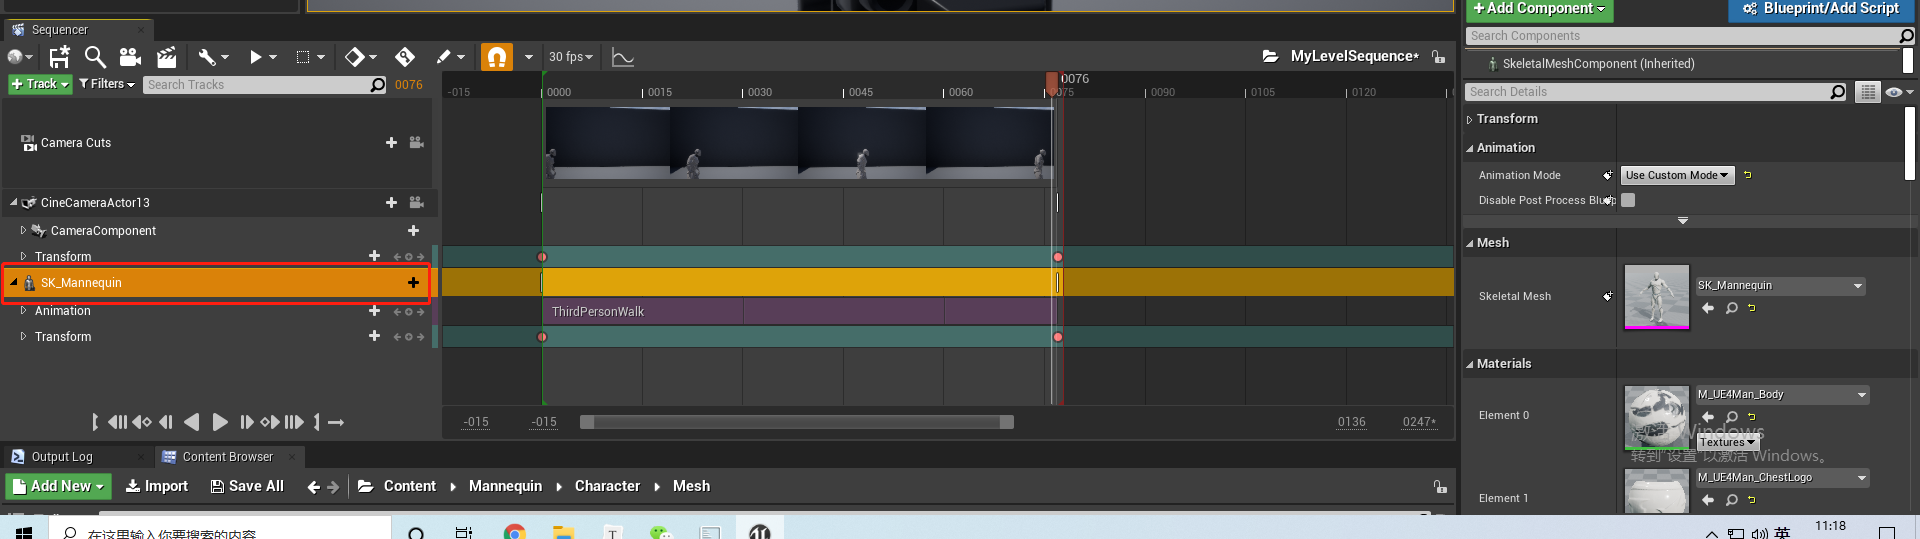 Sequencer
+ Add Component
Blueprint/Add Script
Search Components
SkeletalMeshComponent (Inherited)
30 fps
MyLevelSequence*
+ Track
Filters
Search Tracks
0076
0076
-015
0000
0015
0030
0045
0060
0075
0090
0105
0120
Search Details
Transform
Animation
Animation Mode
Use Custom Mode
Disable Post Process Bluep
Camera Cuts
CineCameraActor13
CameraComponent
Transform
SK_Mannequin
Animation
ThirdPersonWalk
Transform
Mesh
Skeletal Mesh
SK_Mannequin
Materials
Element 0
M_UE4Man_Body
Textures
Element 1
M_UE4Man_ChestLogo
激活 Windows
转到"设置"以激活 Windows。
-015
-015
0136
0247*
Output Log
Content Browser
Add New
Import
Save All
Content
Mannequin
Character
Mesh
在这里输入你要搜索的内容
T
英
11:18